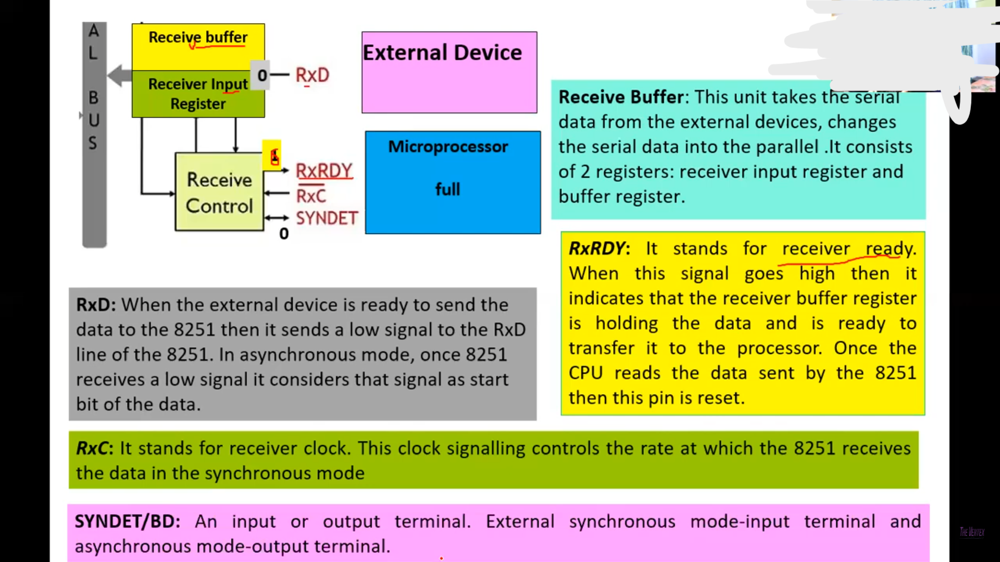 A
L
B
U
S
Receive buffer
Receiver Input
Register
0
RxD
Receive
Control
RxRDY
RxC
SYNDET
0
External Device
Microprocessor
full
Receive Buffer: This unit takes the serial
data from the external devices, changes
the serial data into the parallel .It consists
of 2 registers: receiver input register and
buffer register.
RxRDY: It stands for receiver ready.
When this signal goes high then it
indicates that the receiver buffer register
is holding the data and is ready to
transfer it to the processor. Once the
CPU reads the data sent by the 8251
then this pin is reset.
RxD: When the external device is ready to send the
data to the 8251 then it sends a low signal to the RxD
line of the 8251. In asynchronous mode, once 8251
receives a low signal it considers that signal as start
bit of the data.
RxC: It stands for receiver clock. This clock signalling controls the rate at which the 8251 receives
the data in the synchronous mode
SYNDET/BD: An input or output terminal. External synchronous mode-input terminal and
asynchronous mode-output terminal.
THE VERTEX